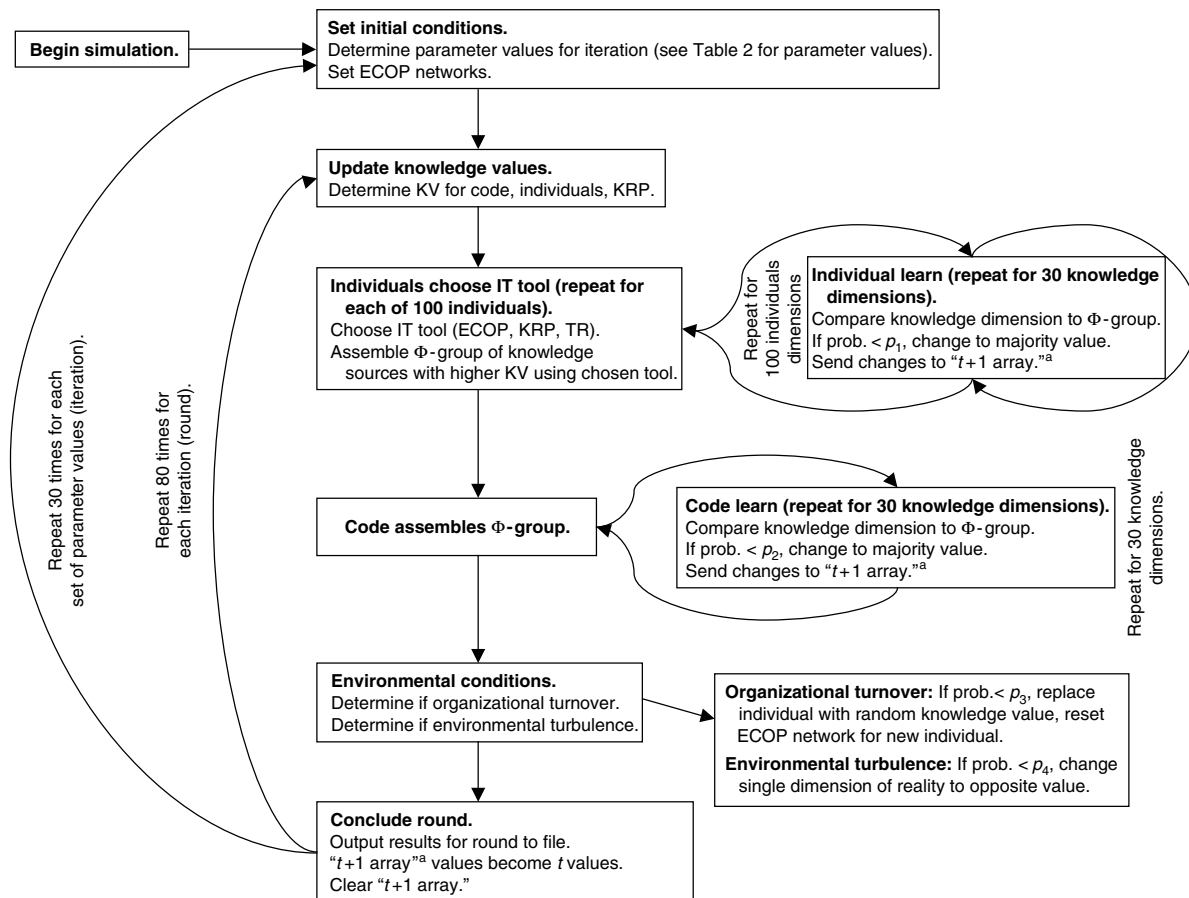 Begin simulation.
Set initial conditions.
Determine parameter values for iteration (see Table 2 for parameter values).
Set ECOP networks.
Update knowledge values.
Determine KV for code, individuals, KRP.
Individuals choose IT tool (repeat for
each of 100 individuals).
Choose IT tool (ECOP, KRP, TR).
Assemble Φ-group of knowledge
sources with higher KV using chosen tool.
Repeat for
100 individuals
dimensions
Individual learn (repeat for 30 knowledge
dimensions).
Compare knowledge dimension to Φ-group.
If prob. < p1, change to majority value.
Send changes to “t+1 array.”a
Repeat 30 times for each
set of parameter values (iteration).
Repeat 80 times for
each iteration (round)
Code assembles Φ-group.
Code learn (repeat for 30 knowledge dimensions).
Compare knowledge dimension to Φ-group.
If prob. < p2, change to majority value.
Send changes to “t+1 array.”a
Repeat for 30 knowledge
dimensions.
Environmental conditions.
Determine if organizational turnover.
Determine if environmental turbulence.
Organizational turnover: If prob.< p3, replace
individual with random knowledge value, reset
ECOP network for new individual.
Environmental turbulence: If prob. < p4, change
single dimension of reality to opposite value.
Conclude round.
Output results for round to file.
“t+1 array”a values become t values.
Clear “t+1 array.”